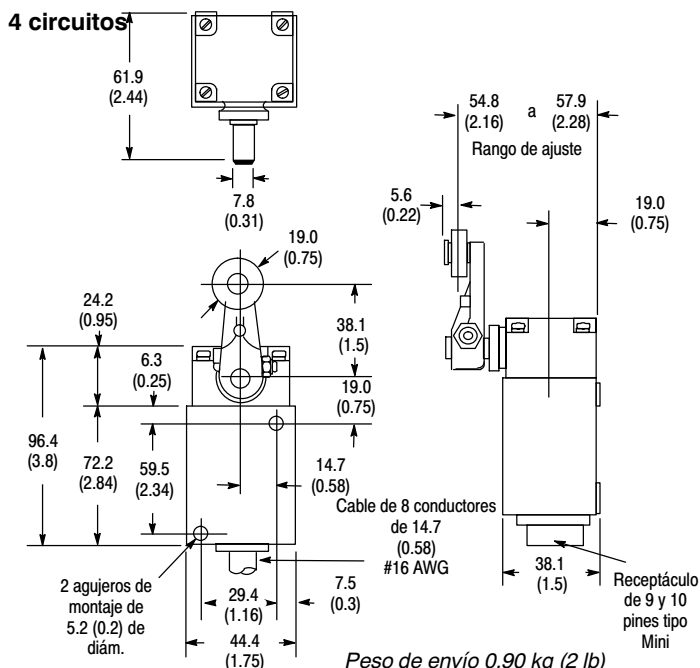 4 circuitos
61.9
(2.44)
7.8
(0.31)
54.8
(2.16)
a
57.9
(2.28)
Rango de ajuste
5.6
(0.22)
19.0
(0.75)
19.0
(0.75)
24.2
(0.95)
38.1
(1.5)
6.3
(0.25)
19.0
(0.75)
96.4
(3.8)
72.2
(2.84)
59.5
(2.34)
14.7
(0.58)
Cable de 8 conductores
de 14.7
(0.58)
#16 AWG
2 agujeros de
montaje de
5.2 (0.2) de
diám.
29.4
(1.16)
7.5
(0.3)
44.4
(1.75)
38.1
(1.5)
Receptáculo
de 9 y 10
pines tipo
Mini
Peso de envío 0.90 kg (2 lb)